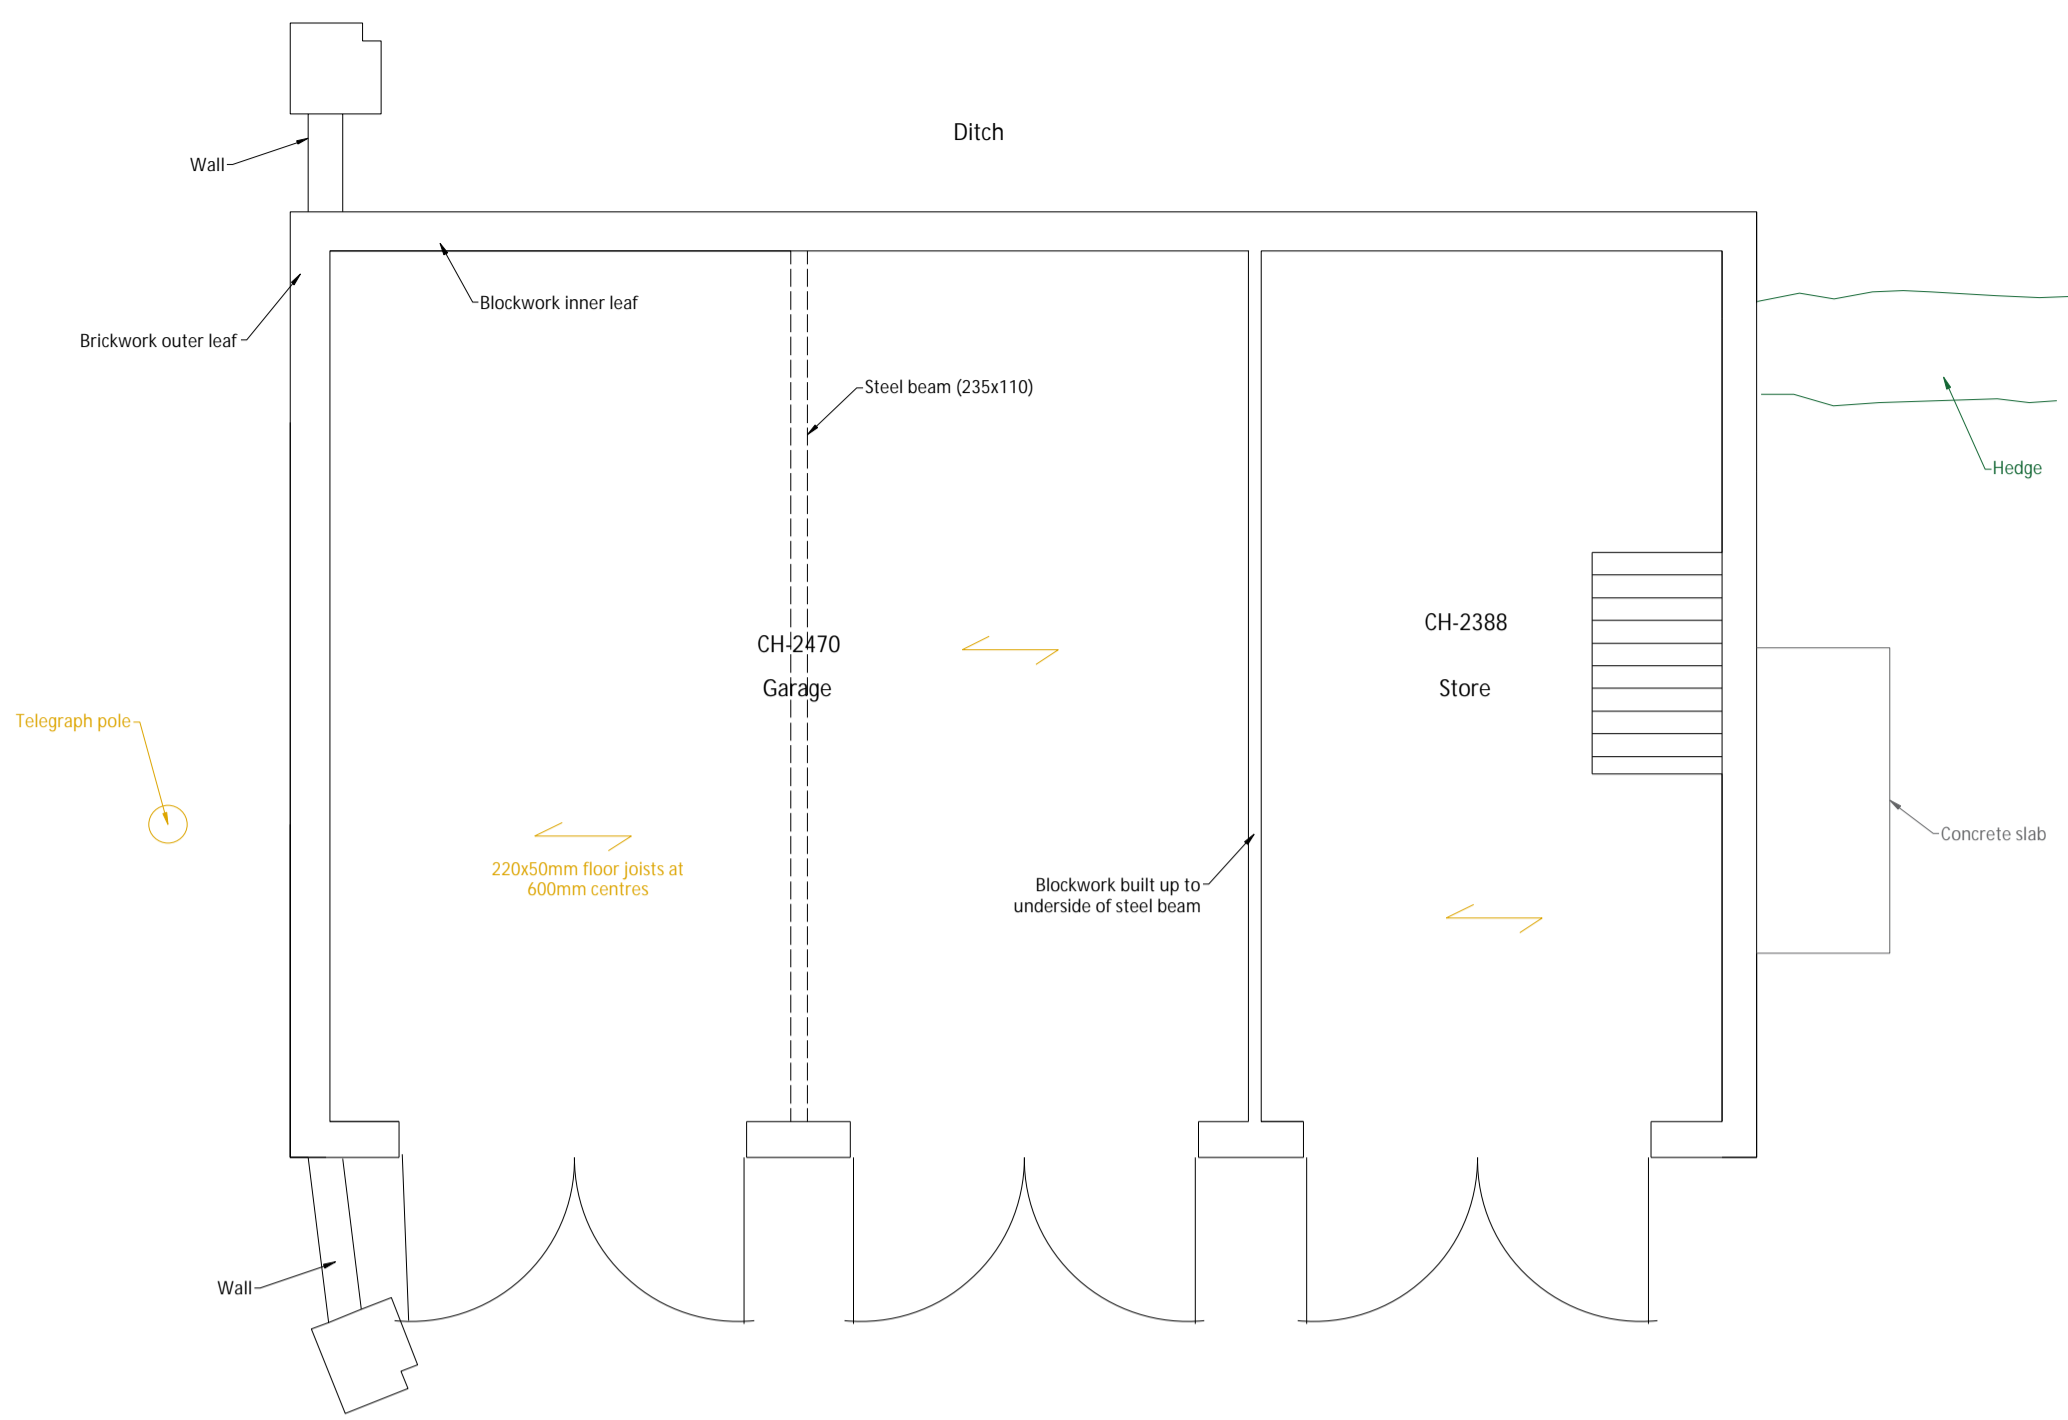 Ditch
Wall
Blockwork inner leaf
Brickwork outer leaf
Steel beam (235x110)
Hedge
CH-2388
CH-2470
Garage
Store
Telegraph pole
Concrete slab
220x50mm floor joists at
600mm centres
Blockwork built up to
underside of steel beam
Wall